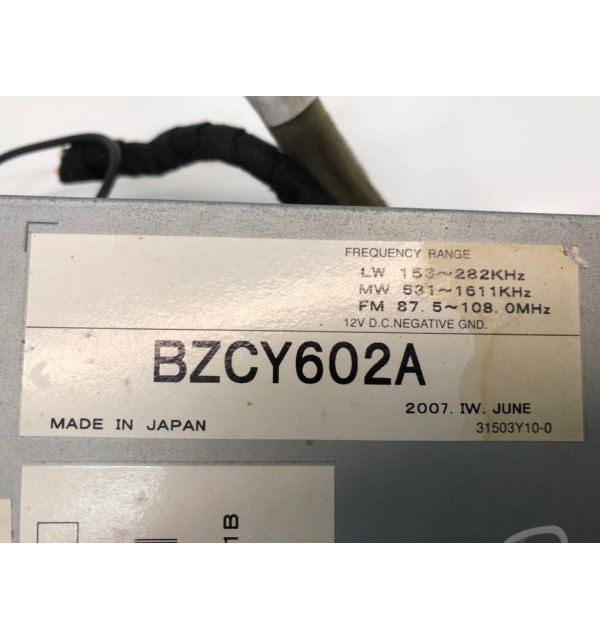 FREQUENCY RANGE
LW 153~282KHz
MW 531~1611KHz
FM 87.5~108.0MHz
12V D.C.NEGATIVE GND.
BZCY602A
2007. IW. JUNE
MADE IN JAPAN
31503Y10-0
1B